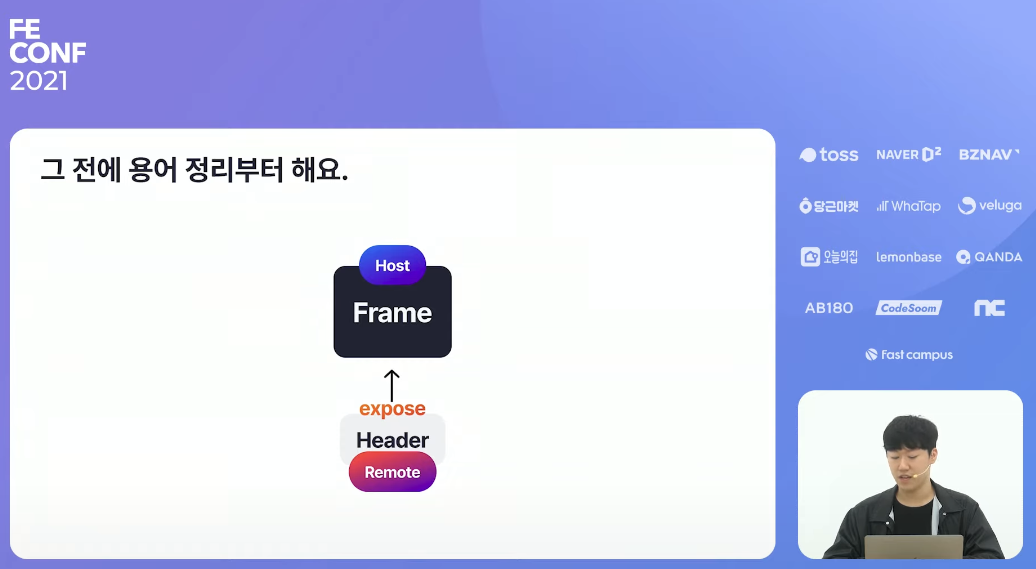 FE
CONF
2021
그 전에 용어 정리부터 해요.
Host
Frame
expose
Header
Remote
toss
NAVER D2
BZNAV
당근마켓
WhaTap
veluga
오늘의집
lemonbase
QANDA
AB180
CodeSoom
nc
Fast campus